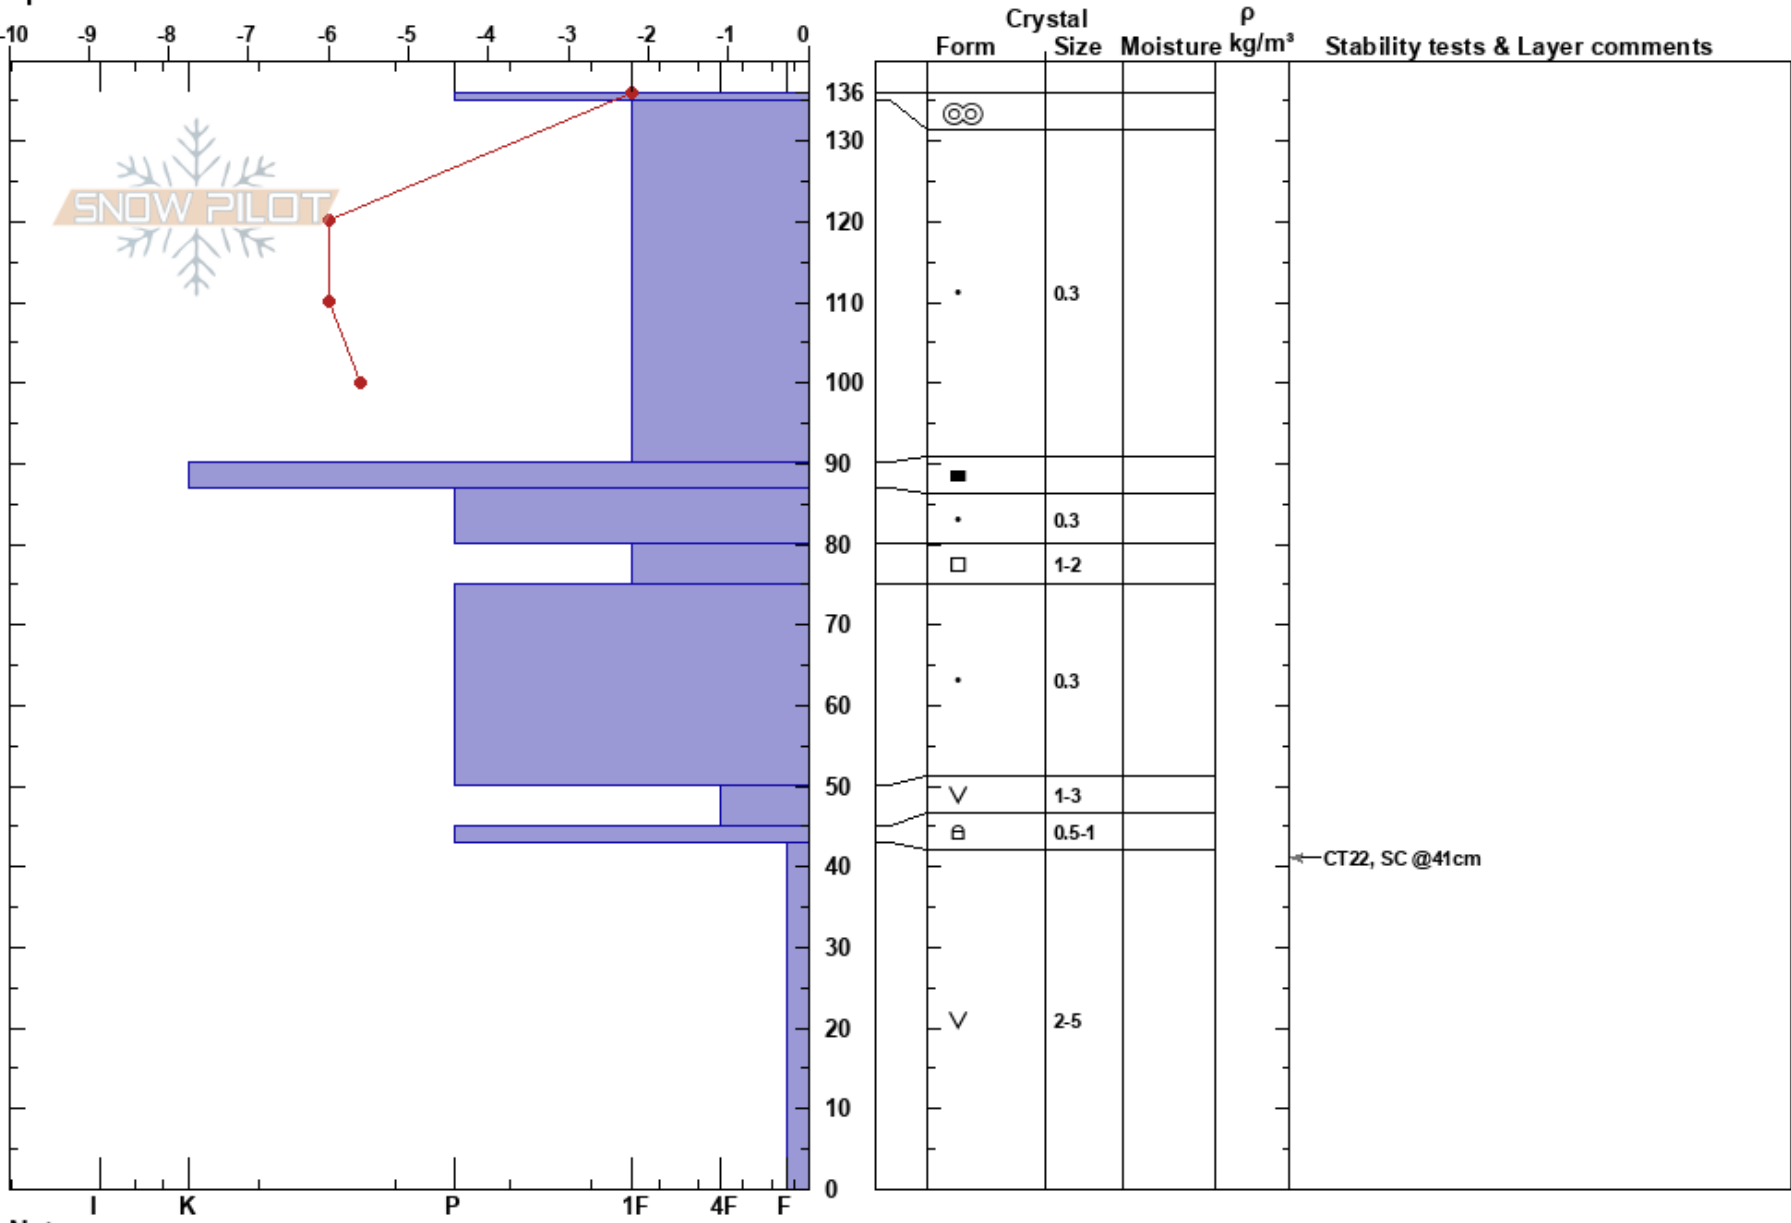 -10 -9 -8 -7 -6 -5 -4 -3 -2 -1 0
Crystal ρ
Form Size Moisture kg/m³ Stability tests & Layer comments
136
130
SNOW PILOT
120
110 0.3
100
90
80 0.3
1-2
70
0.3
60
50 1-3
0.5-1
40 CT22, SC @41cm
30
20 2-5
10
0
I K P 1F 4F F